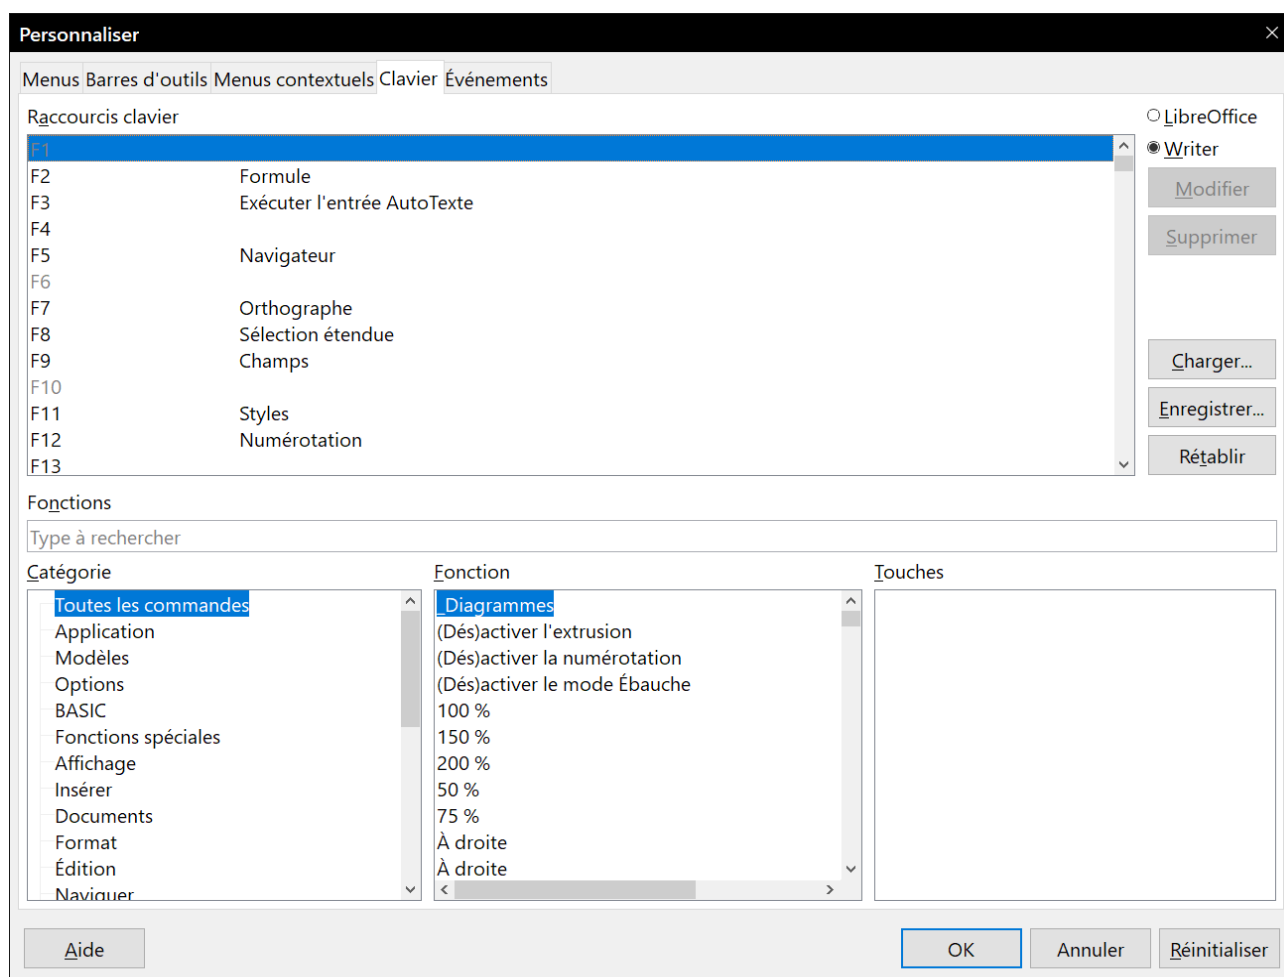 Personnaliser
Menus Barres d'outils Menus contextuels Clavier Événements
Raccourcis clavier
F1
F2 Formule
F3 Exécuter l'entrée AutoTexte
F4
F5 Navigateur
F6
F7 Orthographe
F8 Sélection étendue
F9 Champs
F10
F11 Styles
F12 Numérotation
F13
LibreOffice
Writer
Modifier
Supprimer
Charger...
Enregistrer...
Rétablir
Fonctions
Type à rechercher
Catégorie
Toutes les commandes
Application
Modèles
Options
BASIC
Fonctions spéciales
Affichage
Insérer
Documents
Format
Édition
Naviguer
Fonction
_Diagrammes
(Dés)activer l'extrusion
(Dés)activer la numérotation
(Dés)activer le mode Ébauche
100 %
150 %
200 %
50 %
75 %
À droite
À droite
Touches
Aide
OK
Annuler
Réinitialiser